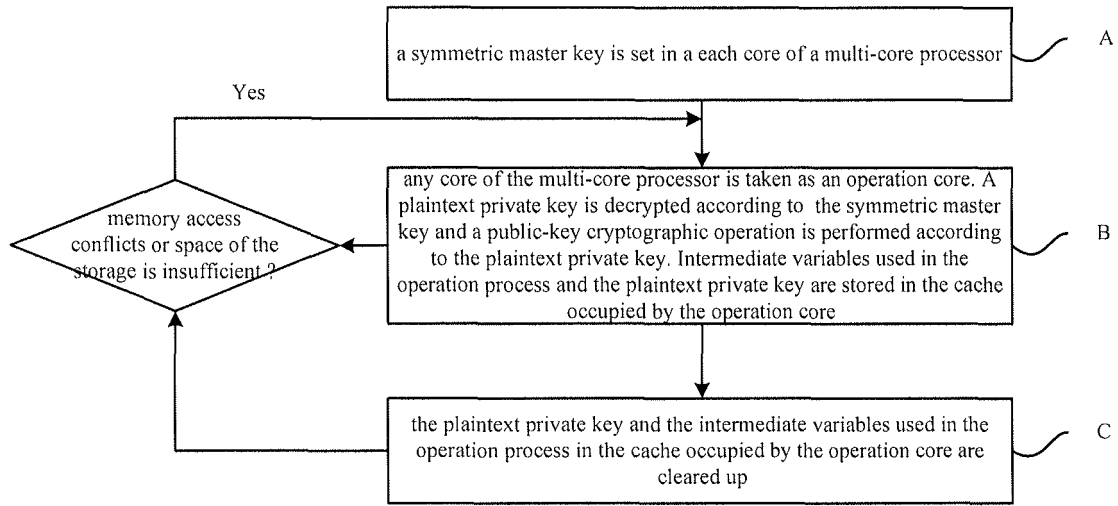 a symmetric master key is set in a each core of a multi-core processor
A
Yes
any core of the multi-core processor is taken as an operation core. A
plaintext private key is decrypted according to the symmetric master
key and a public-key cryptographic operation is performed according
to the plaintext private key. Intermediate variables used in the
operation process and the plaintext private key are stored in the cache
occupied by the operation core
B
memory access
conflicts or space of the
storage is insufficient ?
the plaintext private key and the intermediate variables used in the
operation process in the cache occupied by the operation core are
cleared up
C